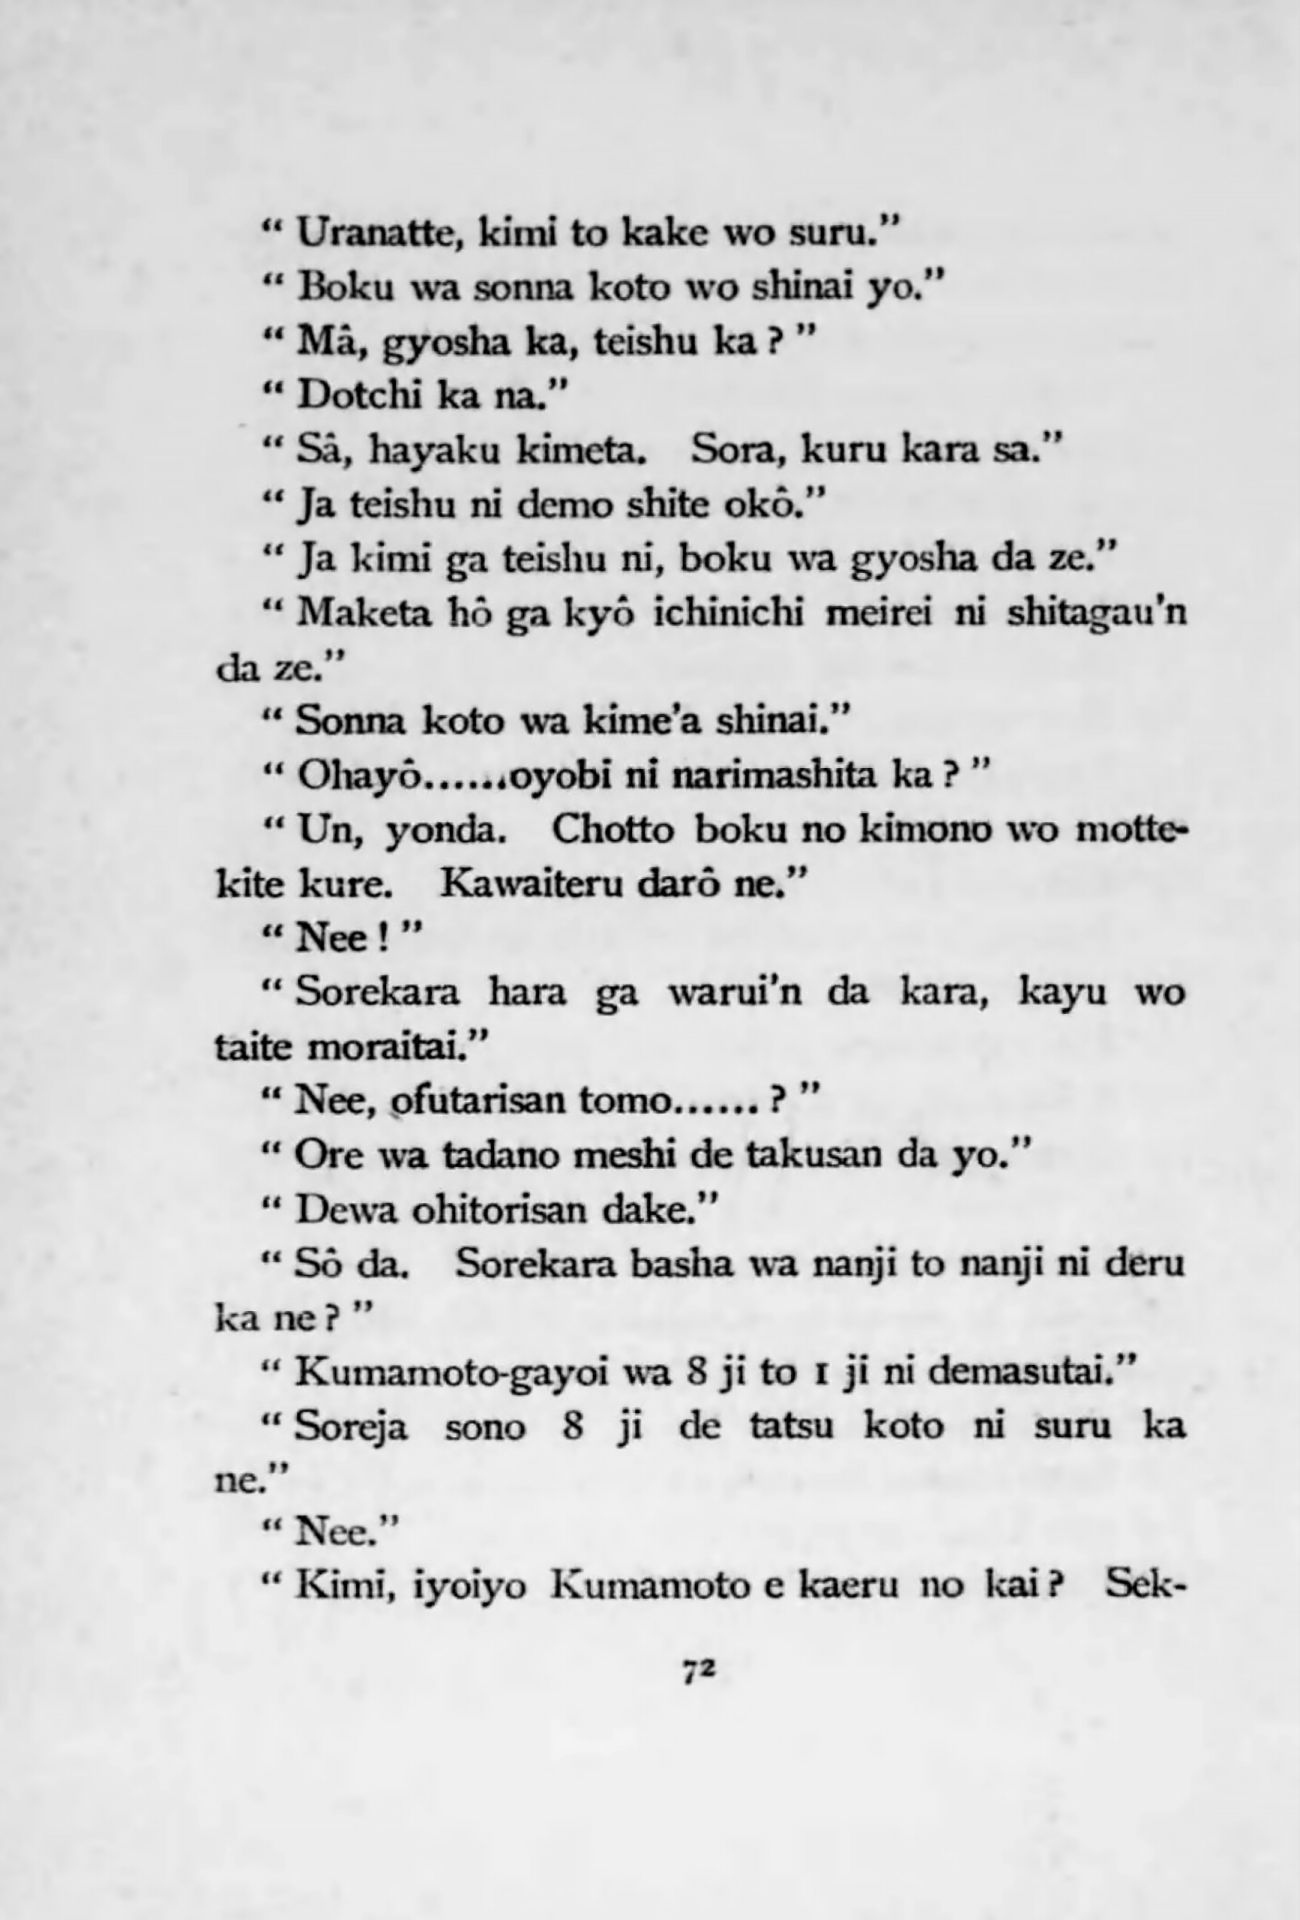 “ Uranatte, kimi to kake wo suru.”
“ Boku wa sonna koto wo shinai yo.”
“ Mâ, gyosha ka, teishu ka ? ”
“ Dotchi ka na.”
“ Sâ, hayaku kimeta. Sora, kuru kara sa.”
“ Ja teishu ni demo shite okô.”
“ Ja kimi ga teishu ni, boku wa gyosha da ze.”
“ Maketa hô ga kyô ichinichi meirei ni shitagau’n
da ze.”
“ Sonna koto wa kime’a shinai.”
“ Ohayô......oyobi ni narimashita ka ? ”
“ Un, yonda. Chotto boku no kimono wo motte-
kite kure. Kawaiteru darô ne.”
“ Nee ! ”
“ Sorekara hara ga warui’n da kara, kayu wo
taite moraitai.”
“ Nee, ofutarisan tomo...... ? ”
“ Ore wa tadano meshi de takusan da yo.”
“ Dewa ohitorisan dake.”
“ Sô da. Sorekara basha wa nanji to nanji ni deru
ka ne ? ”
“ Kumamoto-gayoi wa 8 ji to 1 ji ni demasutai.”
“ Soreja sono 8 ji de tatsu koto ni suru ka
ne.”
“ Nee.”
“ Kimi, iyoiyo Kumamoto e kaeru no kai ? Sek-
72